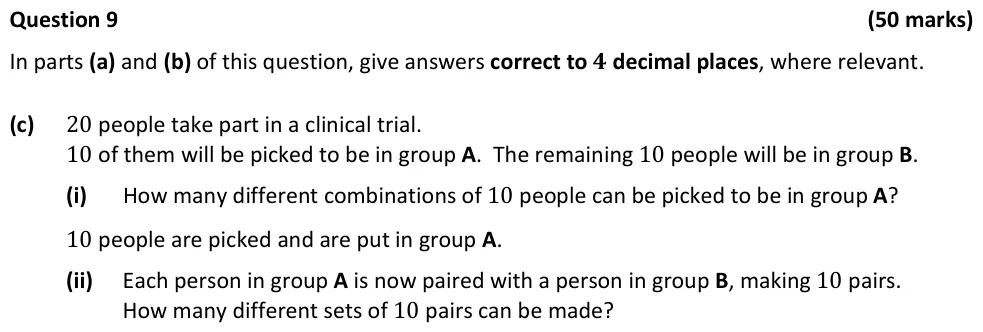 Question 9 (50 marks)
In parts (a) and (b) of this question, give answers correct to 4 decimal places, where relevant.
(c) 20 people take part in a clinical trial.
10 of them will be picked to be in group A. The remaining 10 people will be in group B.
(i) How many different combinations of 10 people can be picked to be in group A?
10 people are picked and are put in group A.
(ii) Each person in group A is now paired with a person in group B, making 10 pairs.
How many different sets of 10 pairs can be made?